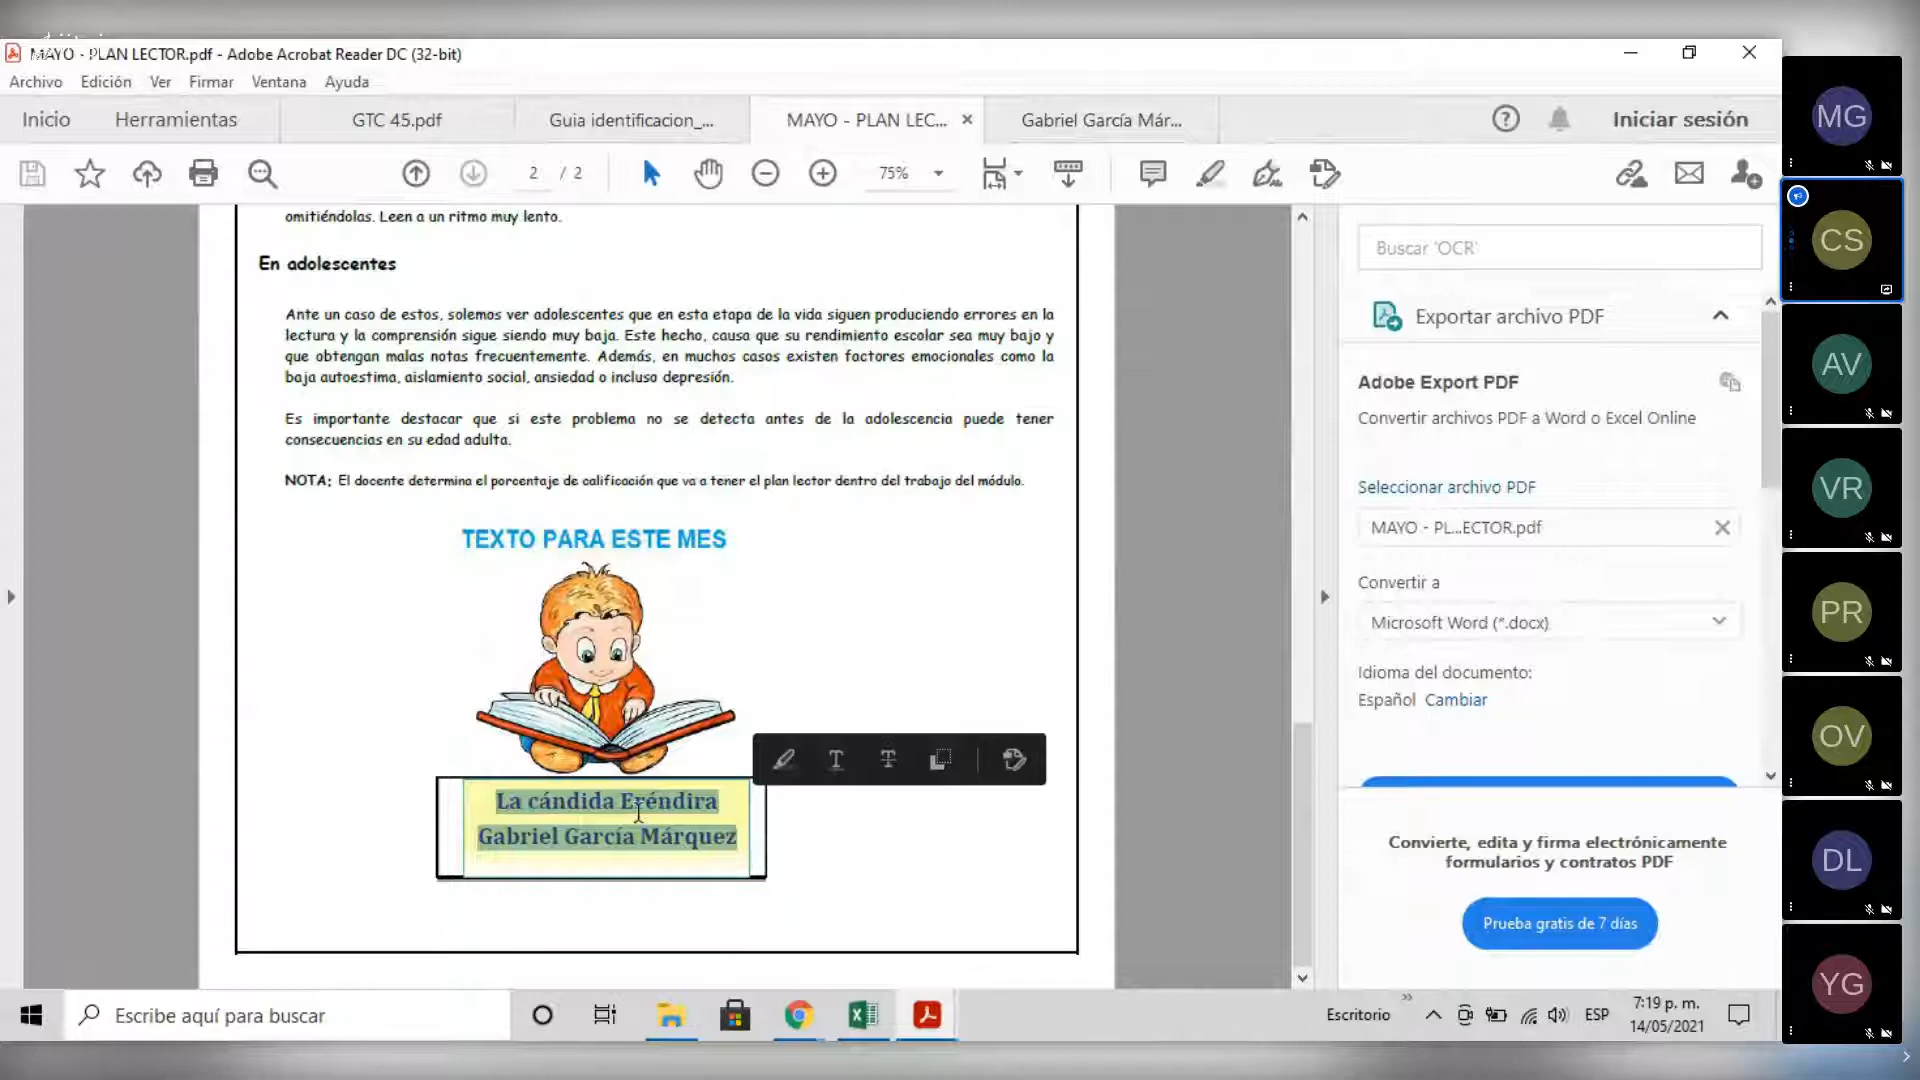 MAYO - PLAN LECTOR.pdf - Adobe Acrobat Reader DC (32-bit)
Archivo Edición Ver Firmar Ventana Ayuda
Inicio Herramientas GTC 45.pdf Guia identificacion_... MAYO - PLAN LEC... Gabriel García Már... Iniciar sesión
2 / 2 75%
omitiéndolas. Leen a un ritmo muy lento.
En adolescentes
Ante un caso de estos, solemos ver adolescentes que en esta etapa de la vida siguen produciendo errores en la
lectura y la comprensión sigue siendo muy baja. Este hecho, causa que su rendimiento escolar sea muy bajo y
que obtengan malas notas frecuentemente. Además, en muchos casos existen factores emocionales como la
baja autoestima, aislamiento social, ansiedad o incluso depresión.
Es importante destacar que si este problema no se detecta antes de la adolescencia puede tener
consecuencias en su edad adulta.
NOTA: El docente determina el porcentaje de calificación que va a tener el plan lector dentro del trabajo del módulo.
TEXTO PARA ESTE MES
La cándida Eréndira
Gabriel García Márquez
Buscar 'OCR'
Exportar archivo PDF
Adobe Export PDF
Convertir archivos PDF a Word o Excel Online
Seleccionar archivo PDF
MAYO - PL...ECTOR.pdf
Convertir a
Microsoft Word (*.docx)
Idioma del documento:
Español Cambiar
Convierte, edita y firma electrónicamente
formularios y contratos PDF
Prueba gratis de 7 días
MG
CS
AV
VR
PR
OV
DL
YG
Escribe aquí para buscar
Escritorio
ESP
7:19 p. m.
14/05/2021